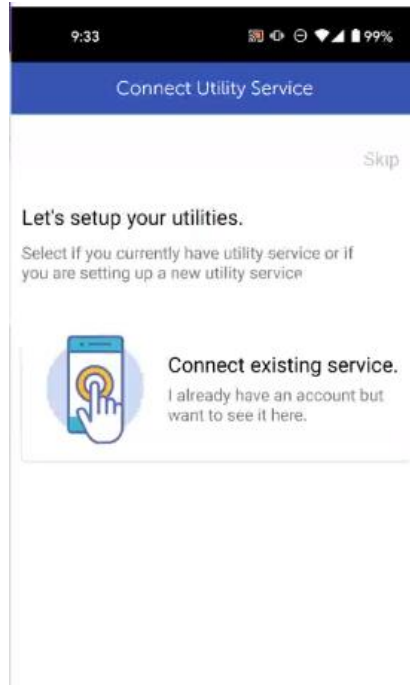 9:33
99%
Connect Utility Service
Skip
Let's setup your utilities.
Select if you currently have utility service or if
you are setting up a new utility service
Connect existing service.
I already have an account but
want to see it here.